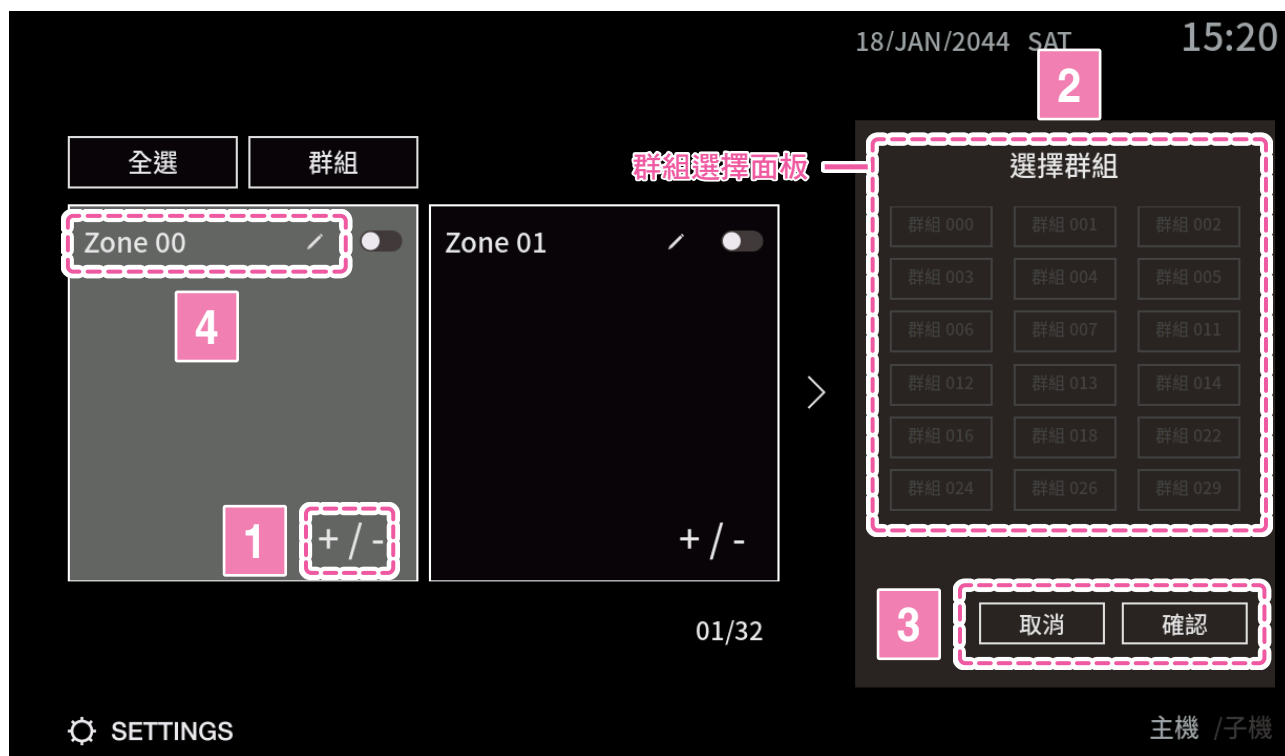 18/JAN/2044 SAT 15:20
2
全選 群組
群組選擇面板
選擇群組
Zone 00
Zone 01
群組 000 群組 001 群組 002
群組 003 群組 004 群組 005
4
群組 006 群組 007 群組 011
群組 012 群組 013 群組 014
群組 016 群組 018 群組 022
群組 024 群組 026 群組 029
1
+ / -
+ / -
01/32
3
取消 確認
SETTINGS
主機 /子機